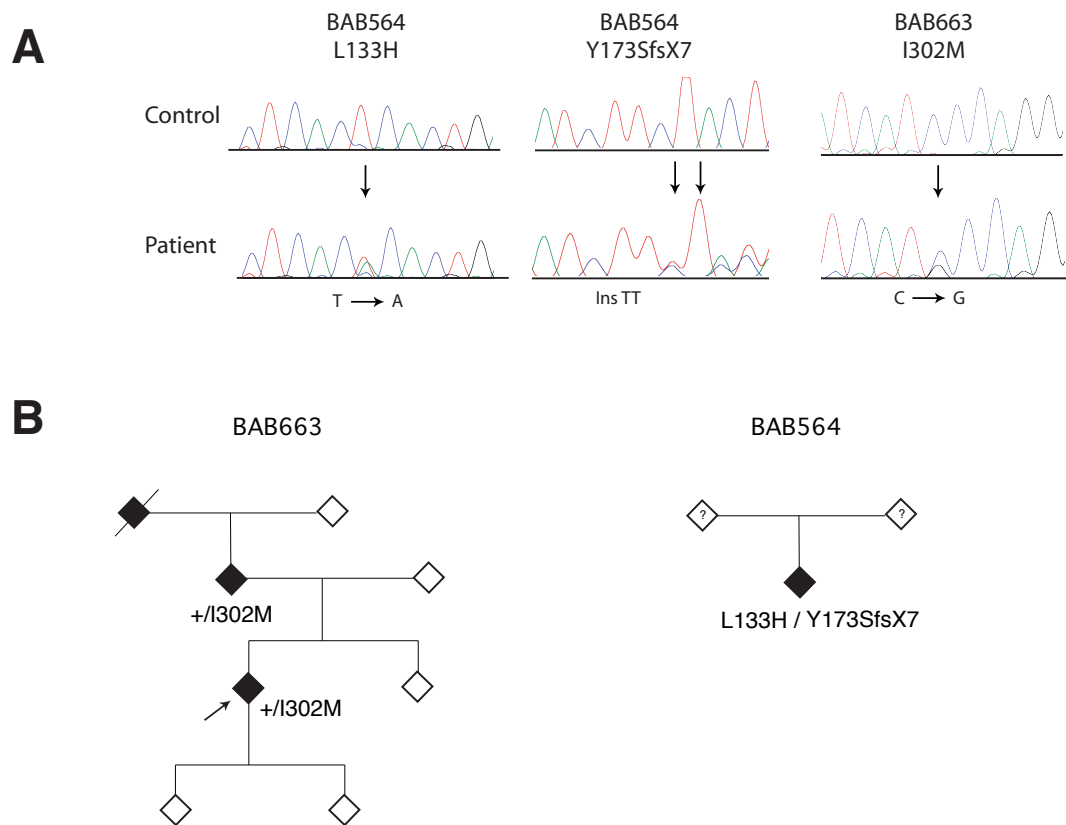 A
BAB564
L133H
BAB564
Y173SfsX7
BAB663
I302M
Control
Patient
T → A
Ins TT
C → G
B
BAB663
BAB564
? ?
+/I302M
L133H / Y173SfsX7
+/I302M